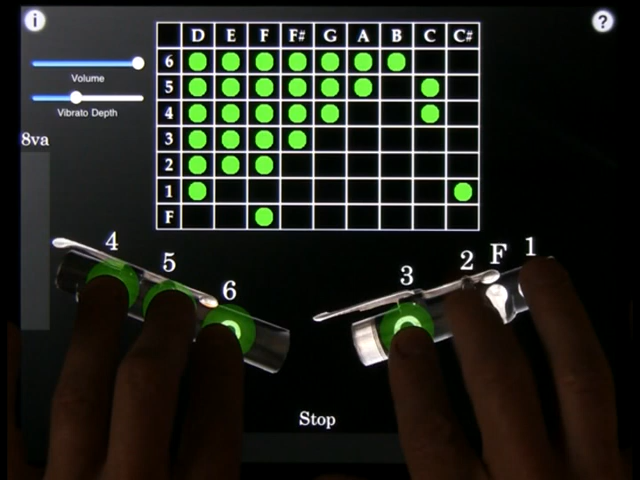 i
?
D E F F# G A B C C#
6
5
4
3
2
1
F
Volume
Vibrato Depth
8va
4 5 6 3 2 F 1
Stop